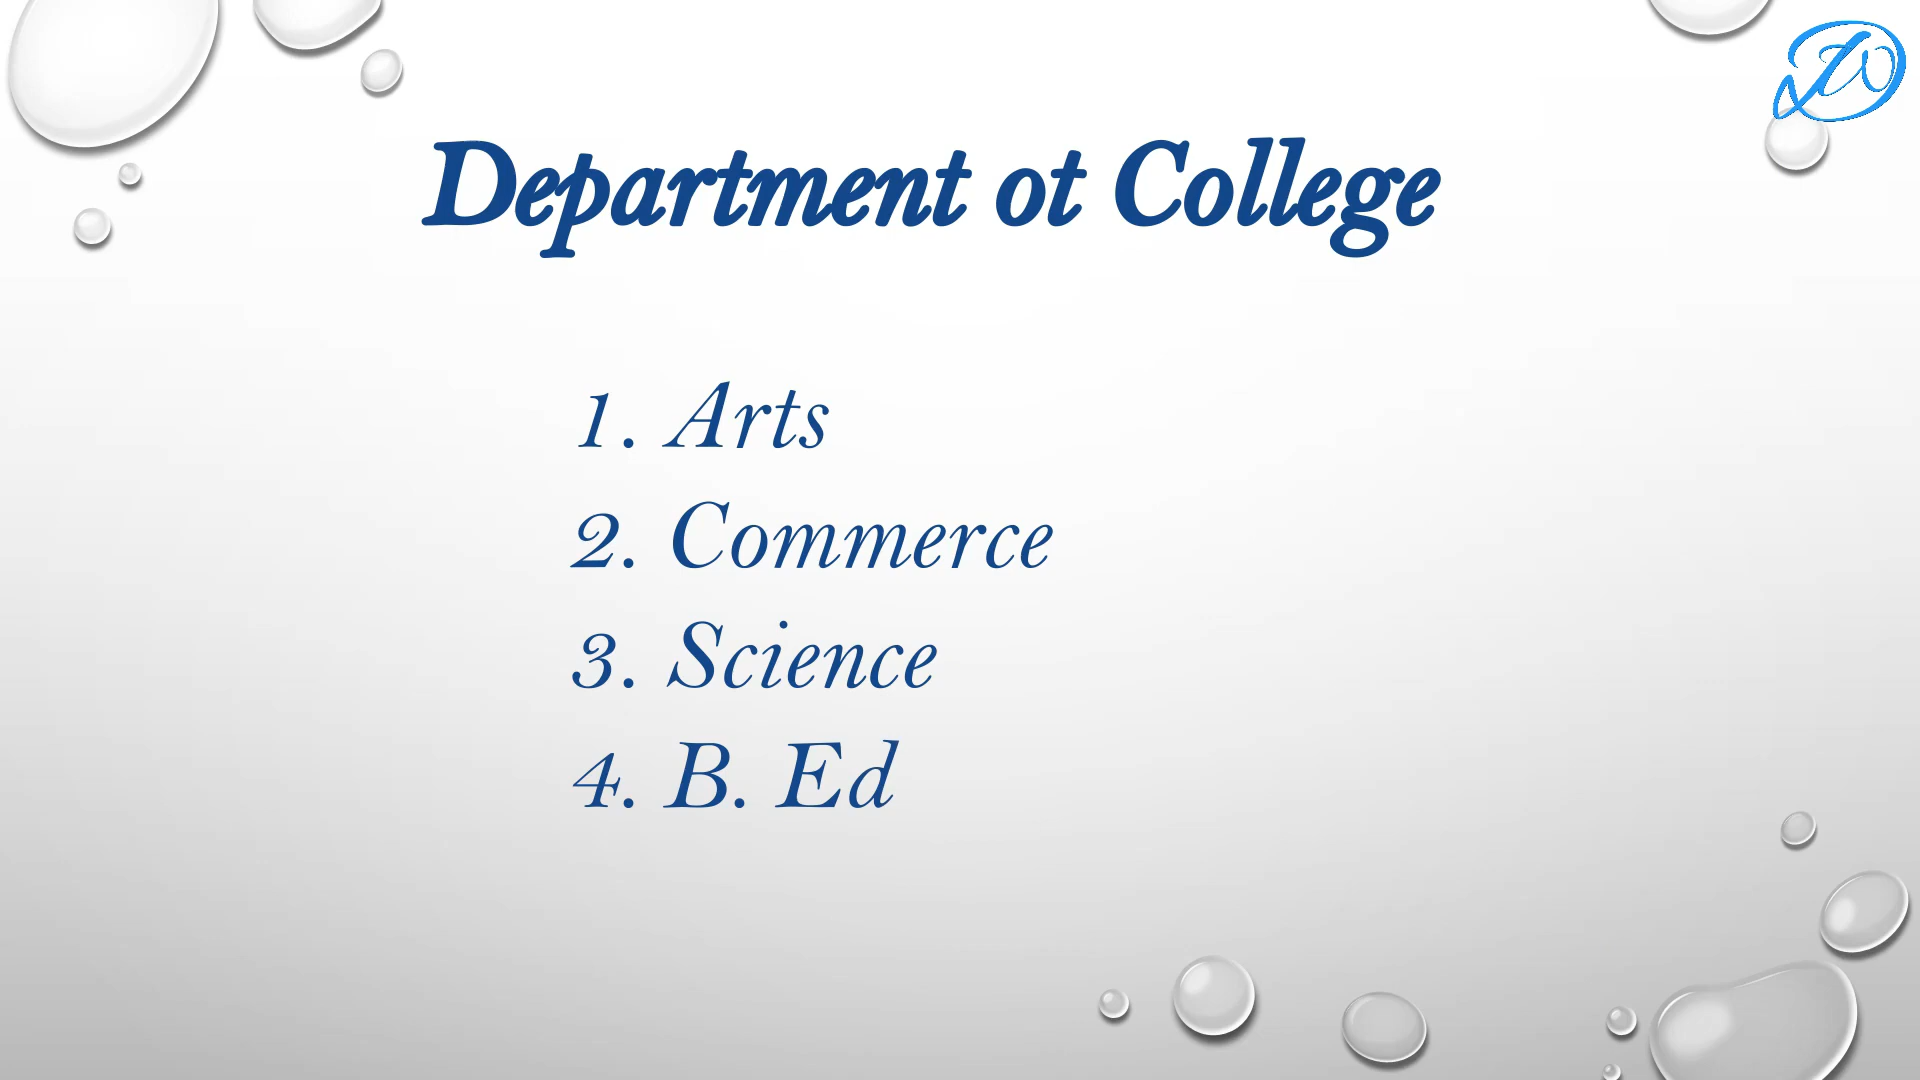 Department ot College
1. Arts
2. Commerce
3. Science
4. B. Ed